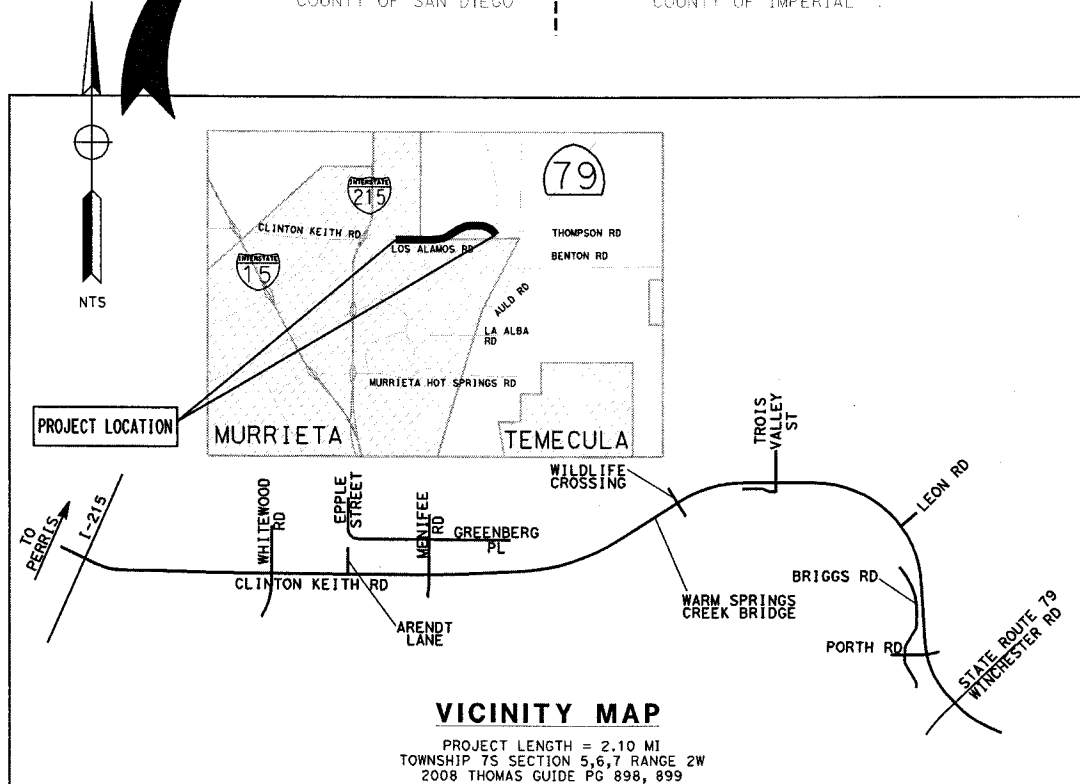 COUNTY OF SAN DIEGO
COUNTY OF IMPERIAL
NTS
INTERSTATE
215
79
CLINTON KEITH RD
LOS ALAMOS RD
THOMPSON RD
BENTON RD
INTERSTATE
15
AULD RD
LA ALBA
RD
MURRIETA HOT SPRINGS RD
PROJECT LOCATION
MURRIETA
TEMECULA
TO
PERRIS
I-215
WHITEWOOD
RD
EPPLE
STREET
MENIFEE
RD
GREENBERG
PL
WILDLIFE
CROSSING
TROIS
VALLEY
ST
LEON RD
CLINTON KEITH RD
ARENDT
LANE
WARM SPRINGS
CREEK BRIDGE
BRIGGS RD
PORTH RD
STATE ROUTE 79
WINCHESTER RD
VICINITY MAP
PROJECT LENGTH = 2.10 MI
TOWNSHIP 7S SECTION 5,6,7 RANGE 2W
2008 THOMAS GUIDE PG 898, 899